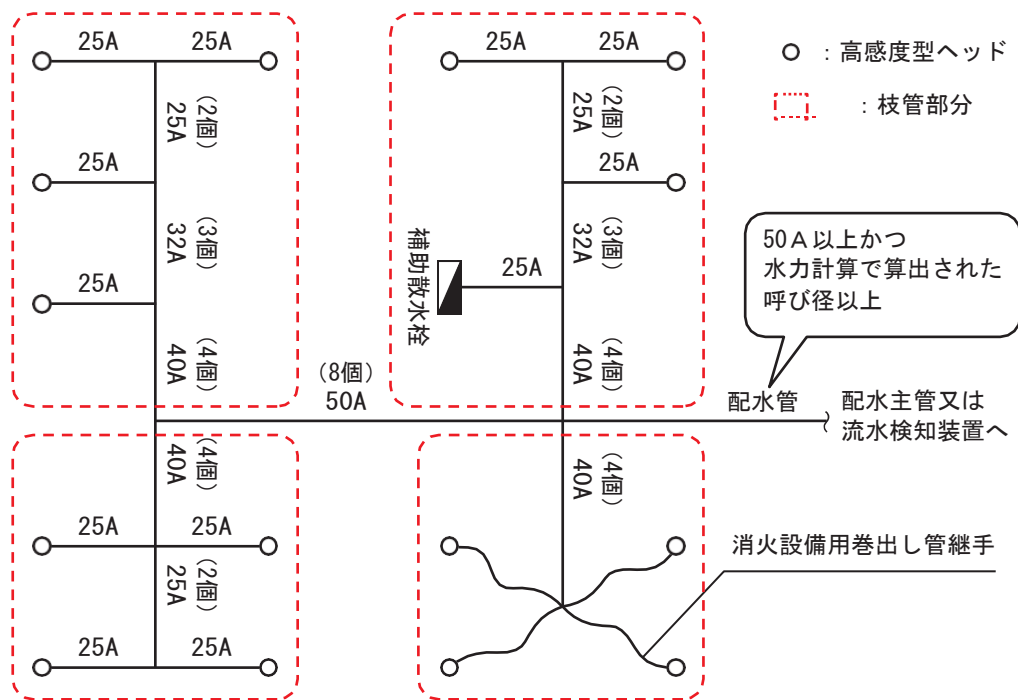 25A
25A
(2個)
25A
25A
(3個)
32A
25A
(4個)
40A
25A
25A
(2個)
25A
25A
(3個)
32A
補助散水栓
25A
(4個)
40A
○ : 高感度型ヘッド
: 枝管部分
50A以上かつ
水力計算で算出された
呼び径以上
(8個)
50A
配水管
配水主管又は
流水検知装置へ
(4個)
40A
25A
25A
(2個)
25A
25A
25A
(4個)
40A
消火設備用巻出し管継手